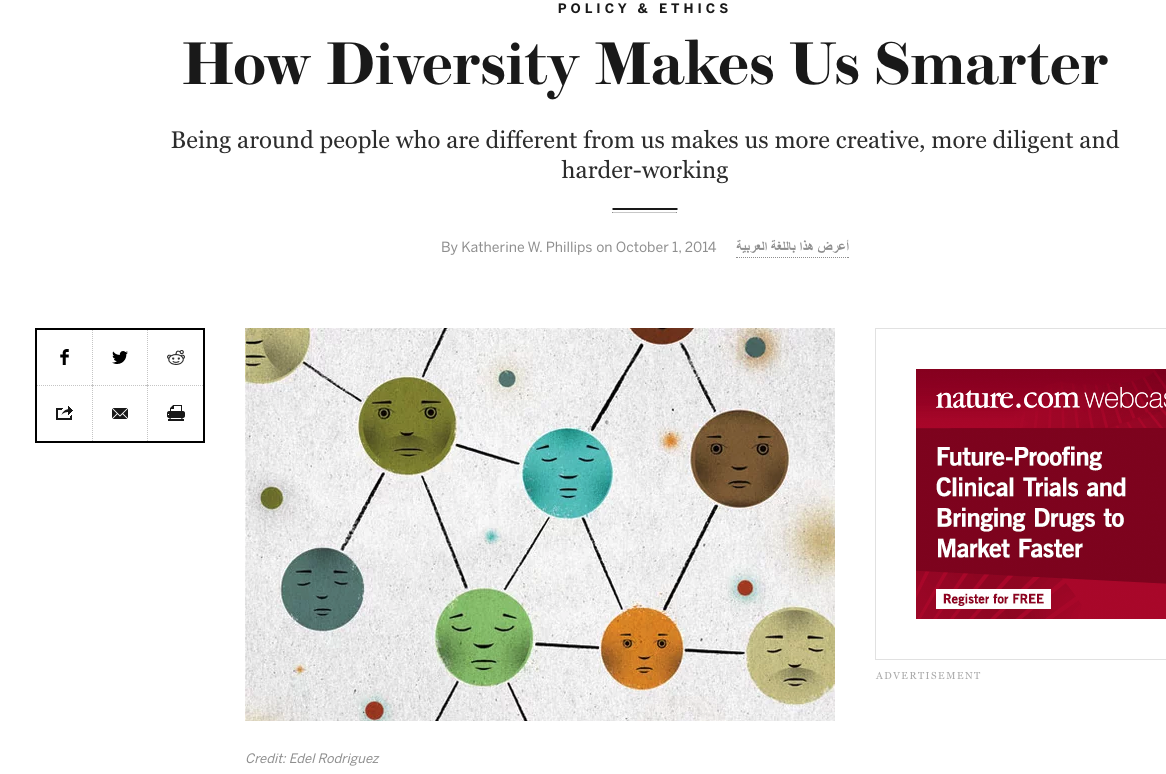 POLICY & ETHICS
How Diversity Makes Us Smarter
Being around people who are different from us makes us more creative, more diligent and
harder-working
By Katherine W. Phillips on October 1, 2014 أعرض هذا باللغة العربية
nature.com webcas
Future-Proofing
Clinical Trials and
Bringing Drugs to
Market Faster
Register for FREE
ADVERTISEMENT
Credit: Edel Rodriguez